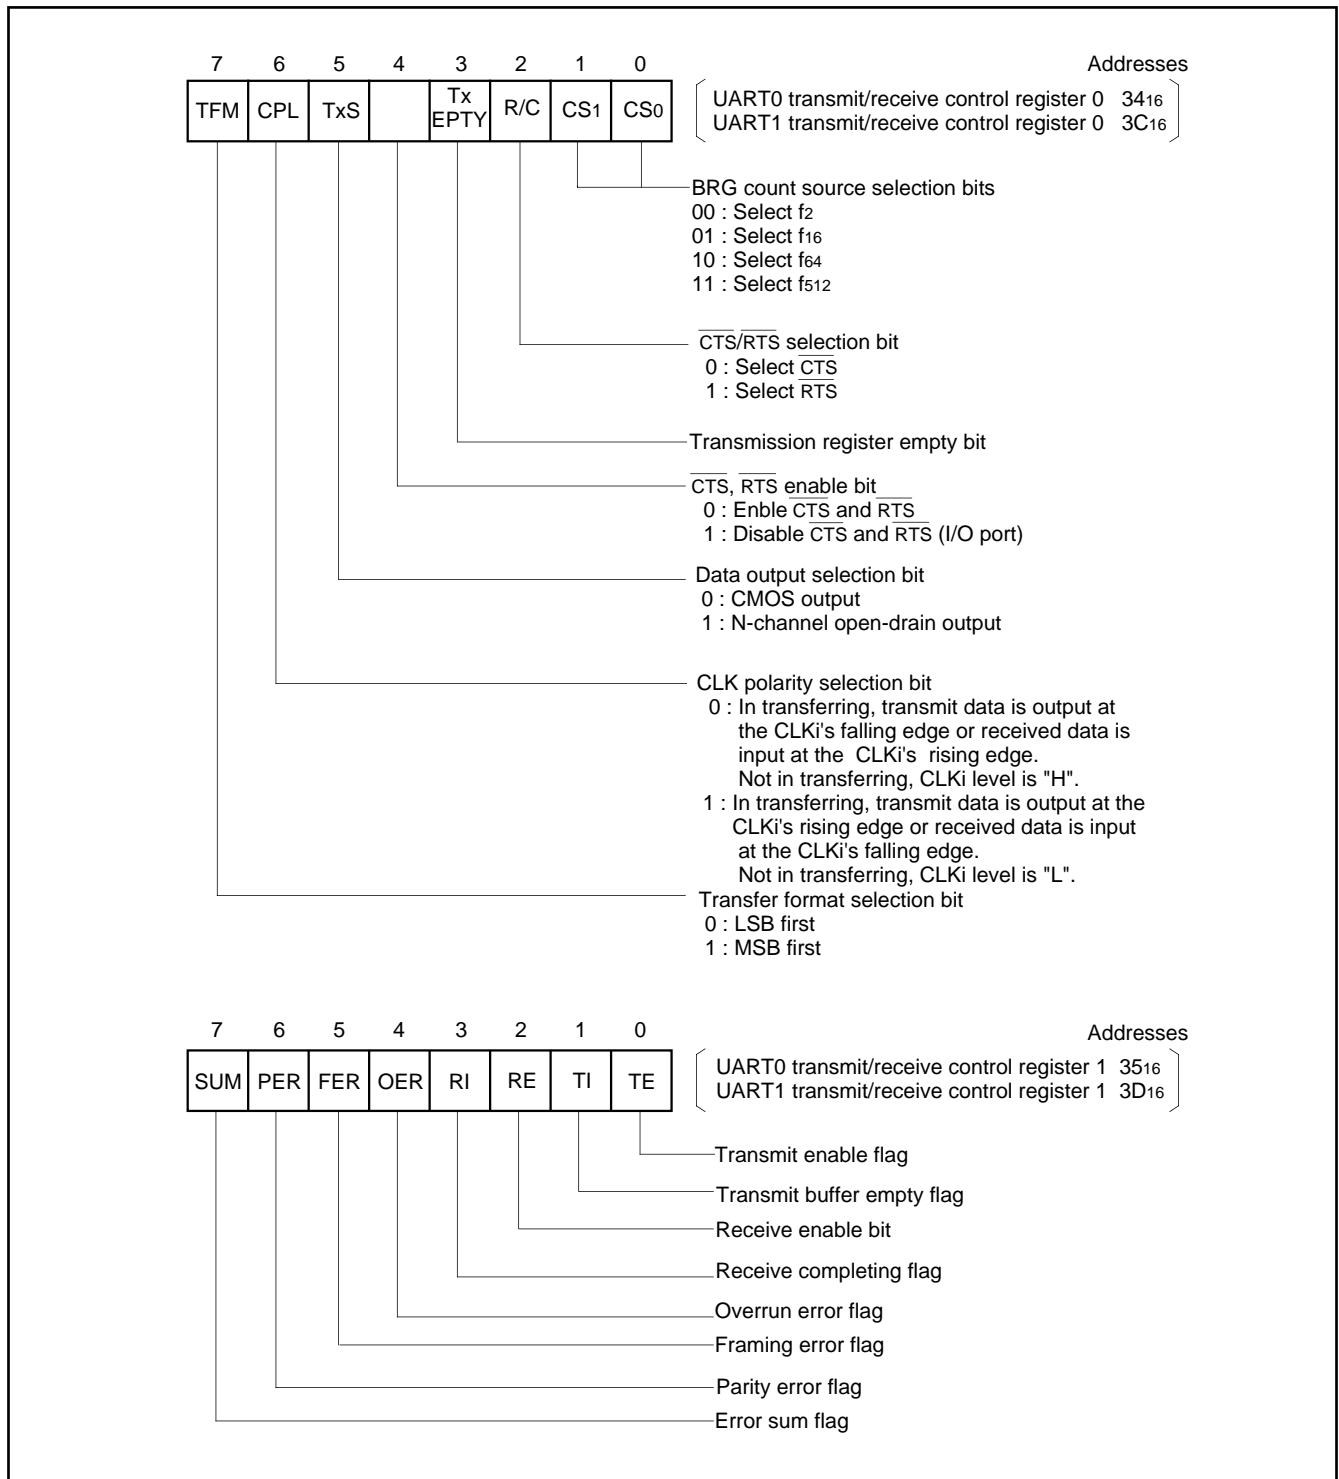 7 6 5 4 3 2 1 0 Addresses
TFM CPL TxS Tx EPTY R/C CS1 CS0
UART0 transmit/receive control register 0 3416
UART1 transmit/receive control register 0 3C16
BRG count source selection bits
00 : Select f2
01 : Select f16
10 : Select f64
11 : Select f512
C̅T̅S̅/R̅T̅S̅ selection bit
0 : Select C̅T̅S̅
1 : Select R̅T̅S̅
Transmission register empty bit
C̅T̅S̅, R̅T̅S̅ enable bit
0 : Enble C̅T̅S̅ and R̅T̅S̅
1 : Disable C̅T̅S̅ and R̅T̅S̅ (I/O port)
Data output selection bit
0 : CMOS output
1 : N-channel open-drain output
CLK polarity selection bit
0 : In transferring, transmit data is output at
the CLKi's falling edge or received data is
input at the CLKi's rising edge.
Not in transferring, CLKi level is "H".
1 : In transferring, transmit data is output at the
CLKi's rising edge or received data is input
at the CLKi's falling edge.
Not in transferring, CLKi level is "L".
Transfer format selection bit
0 : LSB first
1 : MSB first
7 6 5 4 3 2 1 0 Addresses
SUM PER FER OER RI RE TI TE
UART0 transmit/receive control register 1 3516
UART1 transmit/receive control register 1 3D16
Transmit enable flag
Transmit buffer empty flag
Receive enable bit
Receive completing flag
Overrun error flag
Framing error flag
Parity error flag
Error sum flag